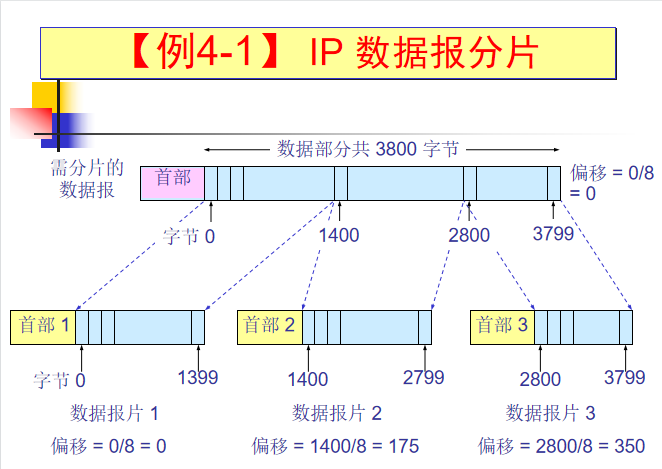 【例4-1】 IP 数据报分片
数据部分共 3800 字节
需分片的
数据报
首部
偏移 = 0/8
= 0
字节 0
1400
2800
3799
首部 1
首部 2
首部 3
字节 0
1399
1400
2799
2800
3799
数据报片 1
数据报片 2
数据报片 3
偏移 = 0/8 = 0
偏移 = 1400/8 = 175
偏移 = 2800/8 = 350